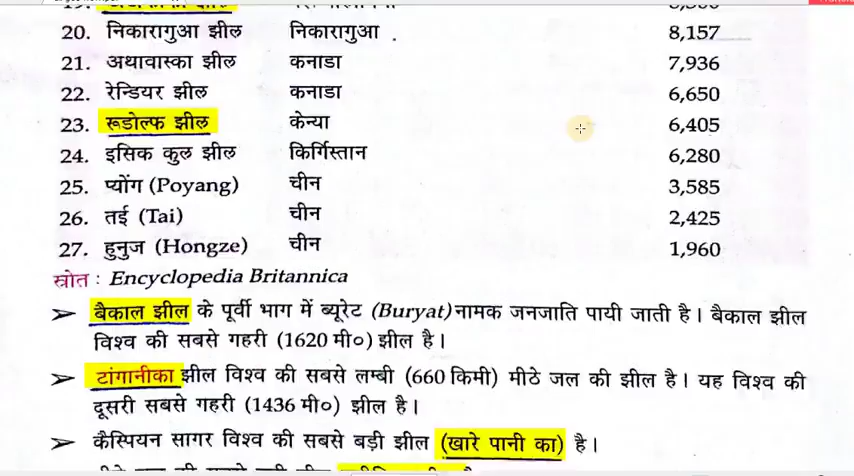 20. निकारागुआ झील निकारागुआ 8,157
21. अथावास्का झील कनाडा 7,936
22. रेन्डियर झील कनाडा 6,650
23. रूडोल्फ झील केन्या 6,405
24. इसिक कुल झील किर्गिस्तान 6,280
25. प्योंग (Poyang) चीन 3,585
26. तई (Tai) चीन 2,425
27. हुनुज (Hongze) चीन 1,960
स्रोत : Encyclopedia Britannica
➢ बैकाल झील के पूर्वी भाग में ब्यूरेट (Buryat) नामक जनजाति पायी जाती है। बैकाल झील
विश्व की सबसे गहरी (1620 मी०) झील है।
➢ टांगानीका झील विश्व की सबसे लम्बी (660 किमी) मीठे जल की झील है। यह विश्व की
दूसरी सबसे गहरी (1436 मी०) झील है।
➢ कैस्पियन सागर विश्व की सबसे बड़ी झील (खारे पानी का) है।